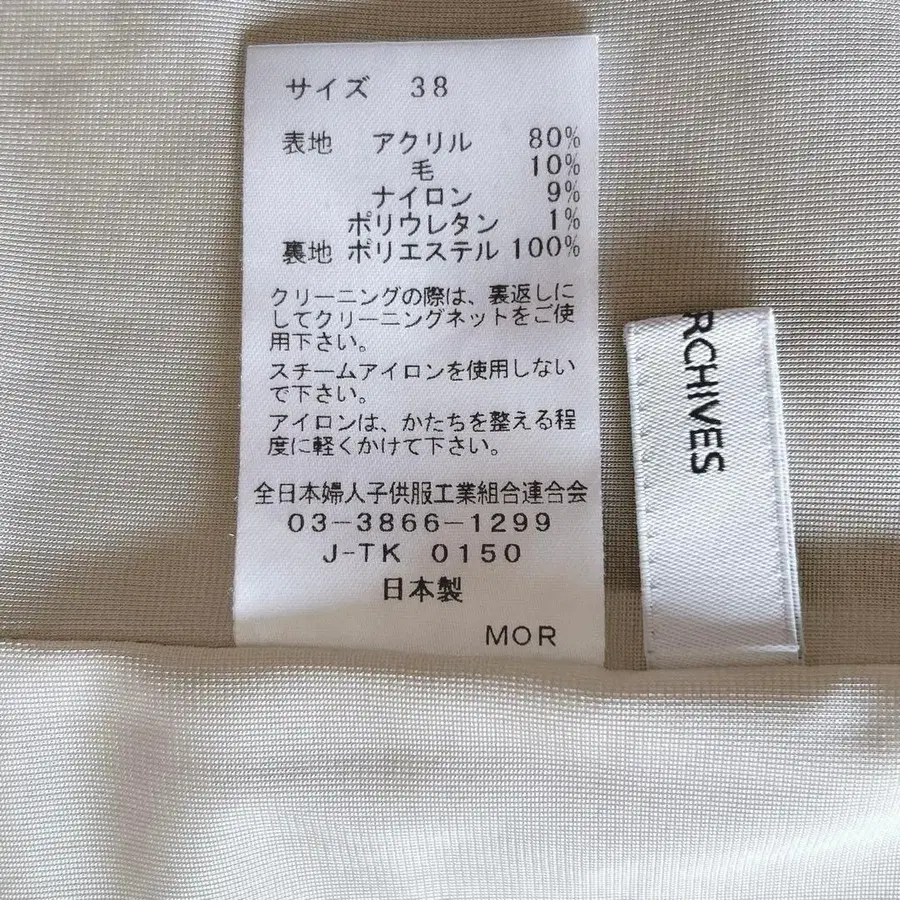 サイズ 38
表地 アクリル 80%
毛 10%
ナイロン 9%
ポリウレタン 1%
裏地 ポリエステル 100%
クリーニングの際は、裏返しに
してクリーニングネットをご使
用下さい。
スチームアイロンを使用しない
で下さい。
アイロンは、かたちを整える程
度に軽くかけて下さい。
全日本婦人子供服工業組合連合会
03-3866-1299
J-TK 0150
日本製
MOR
RCHIVES